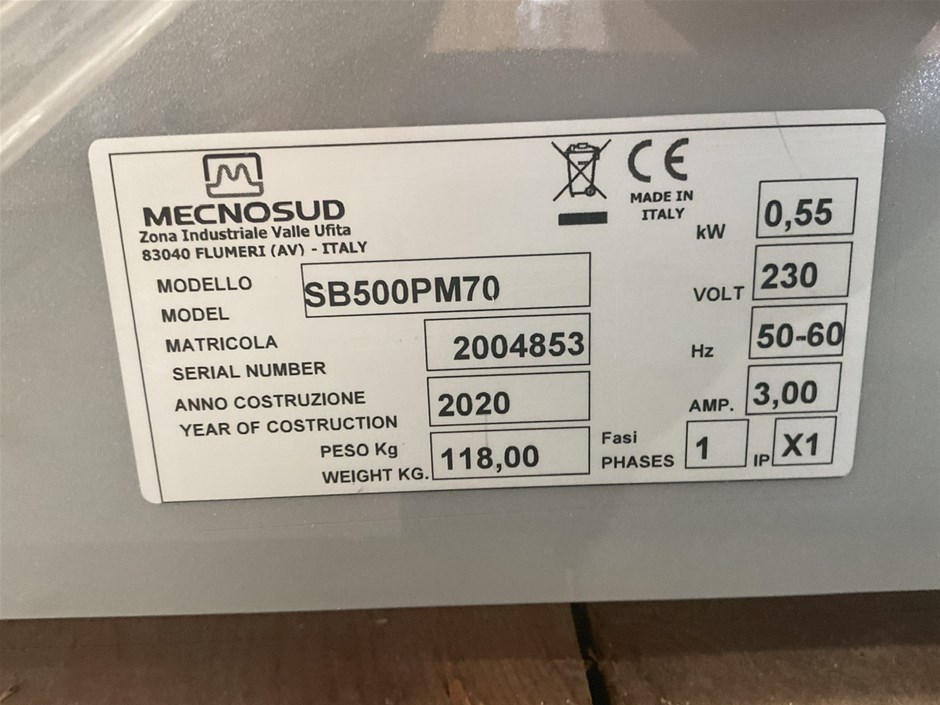 MECNOSUD
Zona Industriale Valle Ufita
83040 FLUMERI (AV) - ITALY
CE
MADE IN
ITALY
MODELLO
MODEL
SB500PM70
MATRICOLA
SERIAL NUMBER
2004853
ANNO COSTRUZIONE
YEAR OF COSTRUCTION
2020
PESO Kg
WEIGHT KG.
118,00
kW 0,55
VOLT 230
Hz 50-60
AMP. 3,00
Fasi
PHASES 1
IP X1